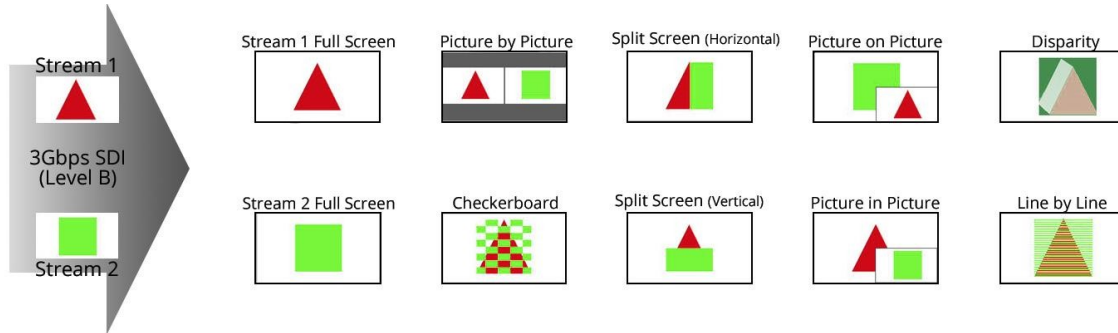 Stream 1
3Gbps SDI
(Level B)
Stream 2
Stream 1 Full Screen
Picture by Picture
Split Screen (Horizontal)
Picture on Picture
Disparity
Stream 2 Full Screen
Checkerboard
Split Screen (Vertical)
Picture in Picture
Line by Line